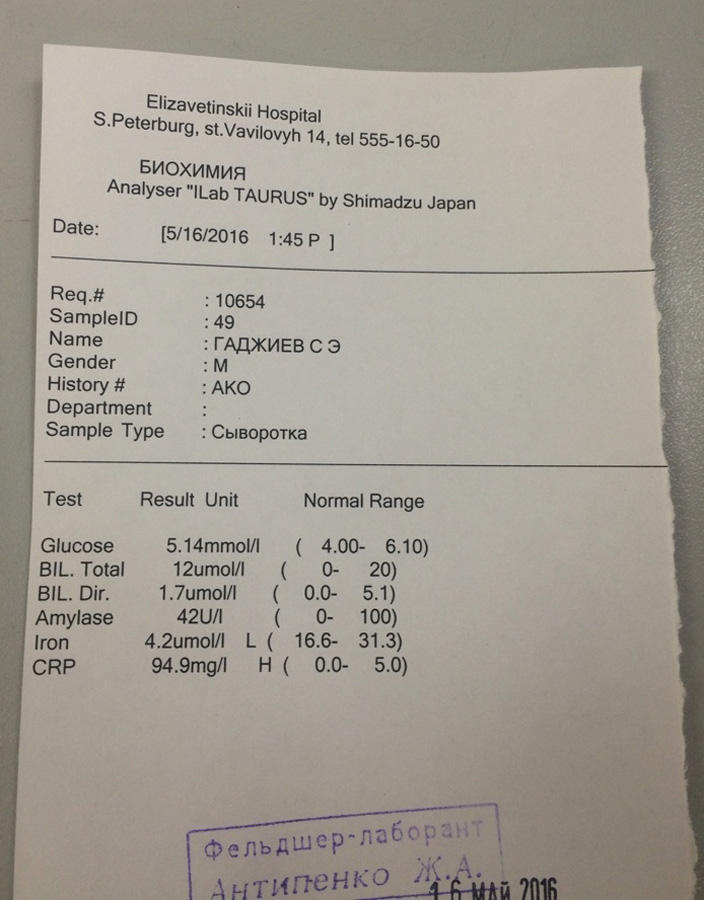 Elizavetinskii Hospital
S.Peterburg, st.Vavilovyh 14, tel 555-16-50
БИОХИМИЯ
Analyser "ILab TAURUS" by Shimadzu Japan
Date: [5/16/2016 1:45 P ]
Req.# : 10654
SampleID : 49
Name : ГАДЖИЕВ С Э
Gender : M
History # : АКО
Department :
Sample Type : Сыворотка
Test Result Unit Normal Range
Glucose 5.14mmol/l ( 4.00- 6.10)
BIL. Total 12umol/l ( 0- 20)
BIL. Dir. 1.7umol/l ( 0.0- 5.1)
Amylase 42U/l ( 0- 100)
Iron 4.2umol/l L ( 16.6- 31.3)
CRP 94.9mg/l H ( 0.0- 5.0)
Фельдшер-лаборант
Антипенко Ж.А.
16 МАЙ 2016